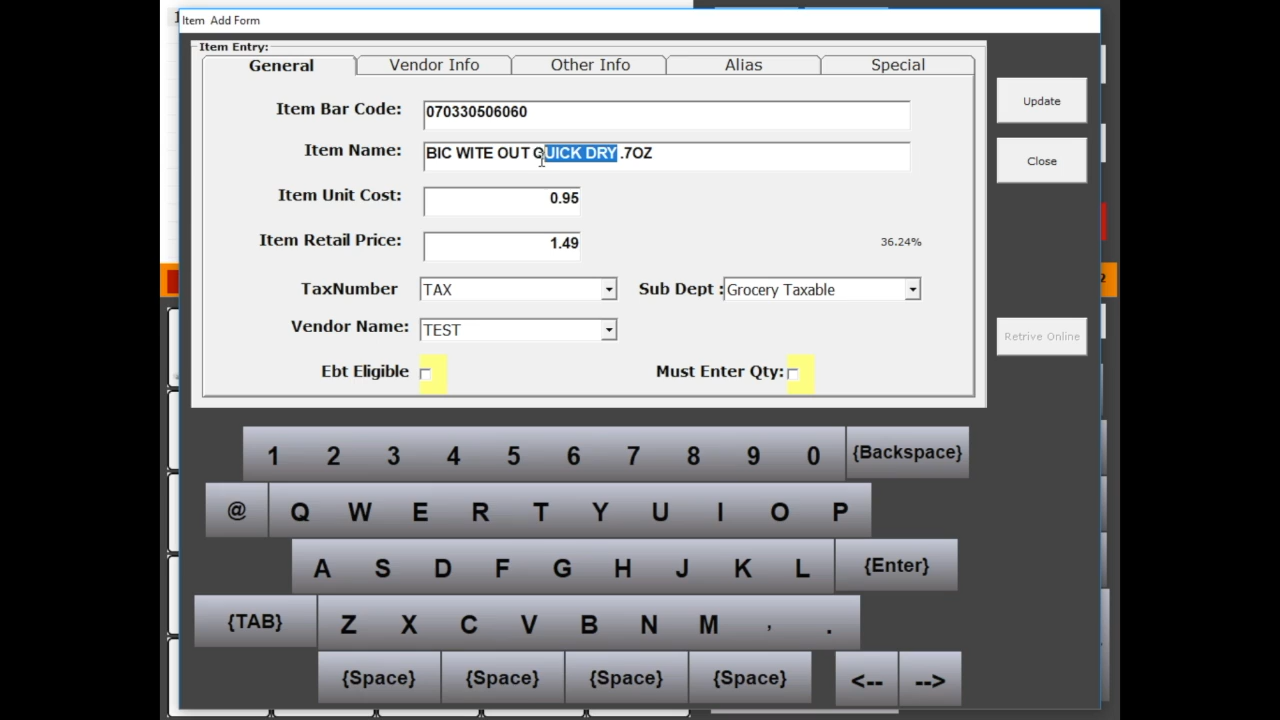 Item Add Form
Item Entry:
General Vendor Info Other Info Alias Special
Item Bar Code: 070330506060
Update
Item Name: BIC WITE OUT QUICK DRY .7OZ
Close
Item Unit Cost: 0.95
Item Retail Price: 1.49 36.24%
TaxNumber TAX Sub Dept : Grocery Taxable
Vendor Name: TEST
Retrive Online
Ebt Eligible Must Enter Qty:
1 2 3 4 5 6 7 8 9 0 {Backspace}
@ Q W E R T Y U I O P
A S D F G H J K L {Enter}
{TAB} Z X C V B N M , .
{Space} {Space} {Space} {Space} <-- -->